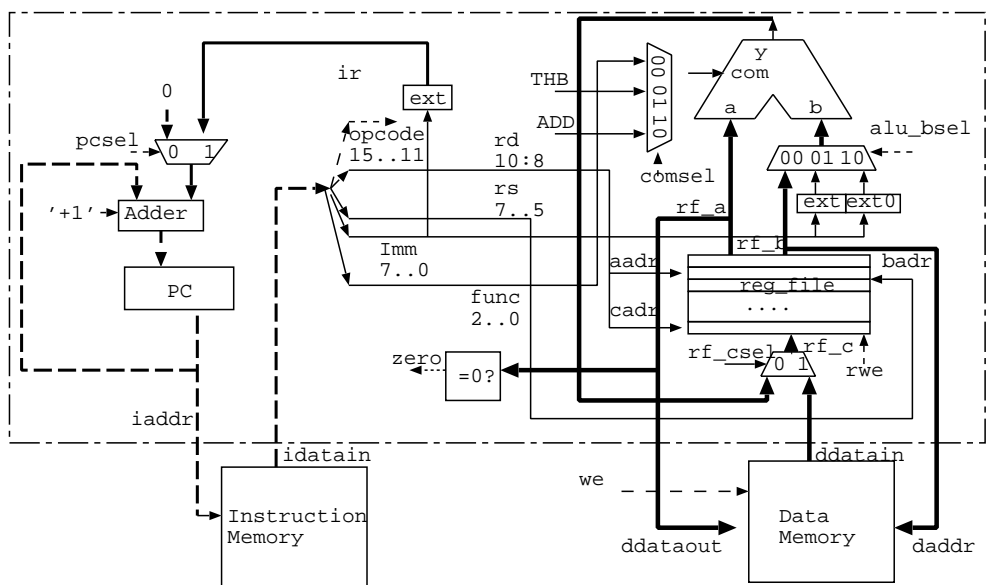 y
ir
com
THB
00 01 10
0
ext
a
b
opcode
ADD
15..11
rd
10:8
pcsel
0 1
alu_bsel
00 01 10
comsel
rs
7..5
rf_a
ext
ext0
'+1'
Adder
Imm
7..0
rf_b
aadr
badr
PC
reg_file
func
2..0
cadr
....
zero
=0?
rf_csel
rf_c
0 1
rwe
iaddr
idatain
ddatain
we
Instruction
Memory
Data
Memory
ddataout
daddr